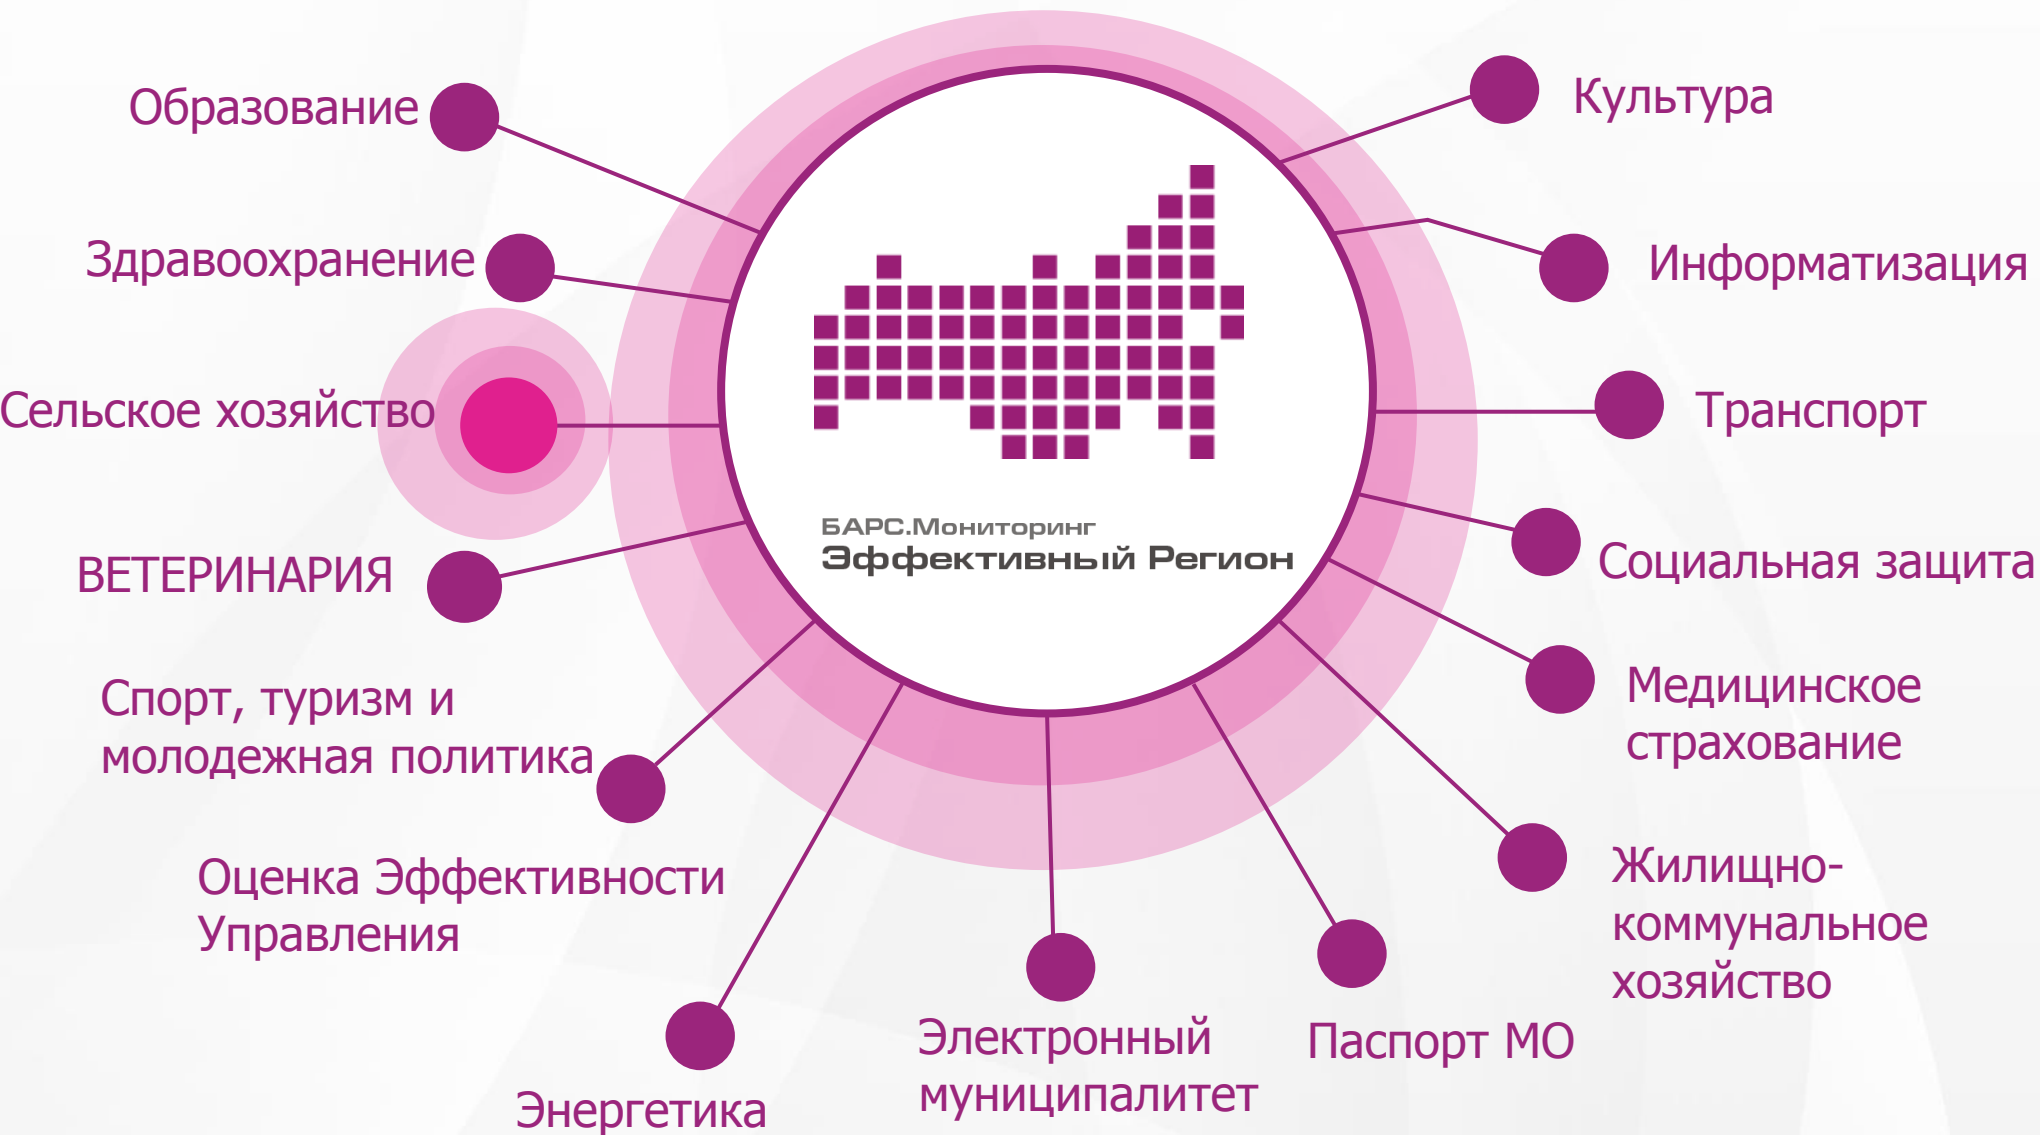 Образование
Здравоохранение
Сельское хозяйство
ВЕТЕРИНАРИЯ
Спорт, туризм и
молодежная политика
Оценка Эффективности
Управления
Энергетика
Электронный
муниципалитет
Паспорт МО
БАРС.Мониторинг
Эффективный Регион
Культура
Информатизация
Транспорт
Социальная защита
Медицинское
страхование
Жилищно-
коммунальное
хозяйство